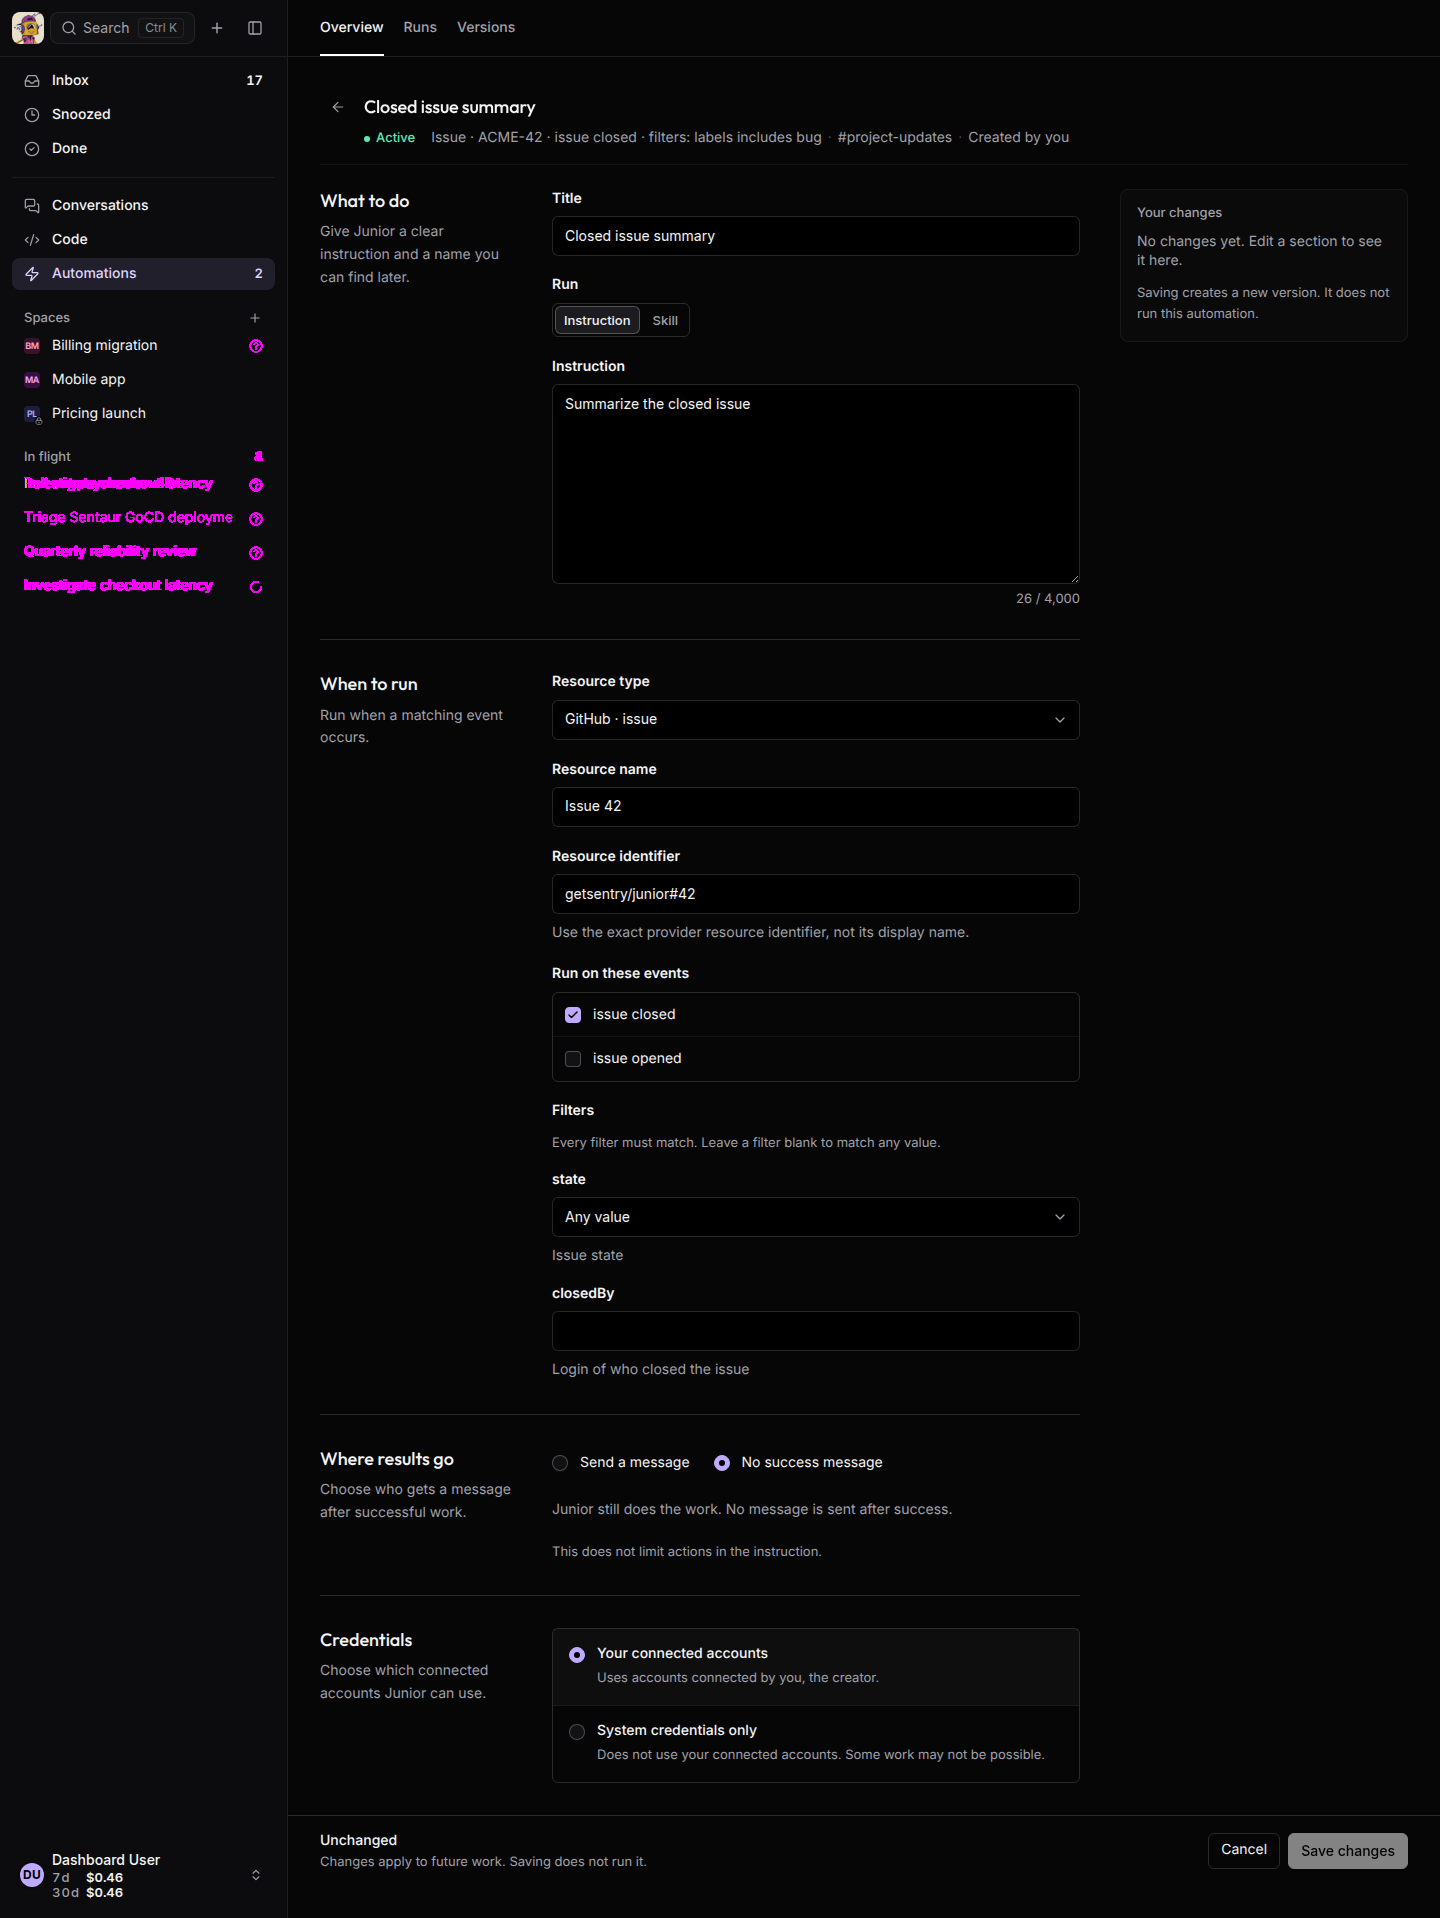 Search Ctrl K
Inbox 17
Snoozed
Done
Conversations
Code
Automations 2
Spaces
BM Billing migration
MA Mobile app
PL Pricing launch
In flight
latency
Triage Sentaur GoCD deployme
Quarterly reliability review
Investigate checkout latency
DU Dashboard User
7d $0.46
30d $0.46
Overview Runs Versions
Closed issue summary
Active Issue · ACME-42 · issue closed · filters: labels includes bug · #project-updates · Created by you
What to do
Give Junior a clear
instruction and a name you
can find later.
Title
Closed issue summary
Run
Instruction Skill
Instruction
Summarize the closed issue
26 / 4,000
Your changes
No changes yet. Edit a section to see
it here.
Saving creates a new version. It does not
run this automation.
When to run
Run when a matching event
occurs.
Resource type
GitHub · issue
Resource name
Issue 42
Resource identifier
getsentry/junior#42
Use the exact provider resource identifier, not its display name.
Run on these events
issue closed
issue opened
Filters
Every filter must match. Leave a filter blank to match any value.
state
Any value
Issue state
closedBy
Login of who closed the issue
Where results go
Choose who gets a message
after successful work.
Send a message No success message
Junior still does the work. No message is sent after success.
This does not limit actions in the instruction.
Credentials
Choose which connected
accounts Junior can use.
Your connected accounts
Uses accounts connected by you, the creator.
System credentials only
Does not use your connected accounts. Some work may not be possible.
Unchanged
Changes apply to future work. Saving does not run it.
Cancel Save changes